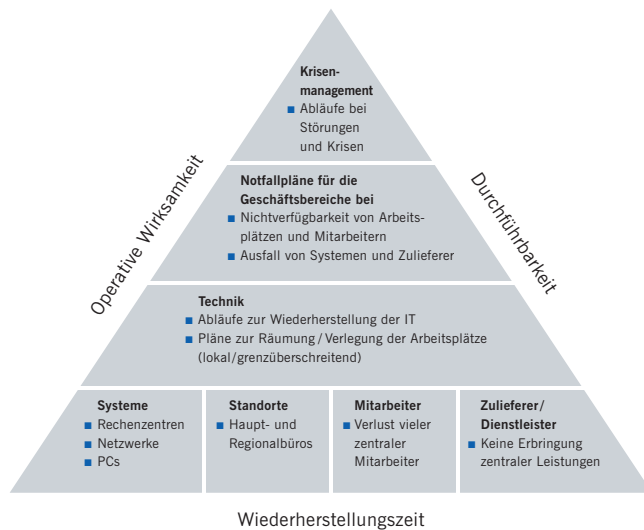 Krisen-
management
■ Abläufe bei
Störungen
und Krisen
Operative Wirksamkeit
Durchführbarkeit
Notfallpläne für die
Geschäftsbereiche bei
■ Nichtverfügbarkeit von Arbeits-
plätzen und Mitarbeitern
■ Ausfall von Systemen und Zulieferer
Technik
■ Abläufe zur Wiederherstellung der IT
■ Pläne zur Räumung/Verlegung der Arbeitsplätze
(lokal/grenzüberschreitend)
Systeme
■ Rechenzentren
■ Netzwerke
■ PCs
Standorte
■ Haupt- und
Regionalbüros
Mitarbeiter
■ Verlust vieler
zentraler
Mitarbeiter
Zulieferer/
Dienstleister
■ Keine Erbringung
zentraler Leistungen
Wiederherstellungszeit